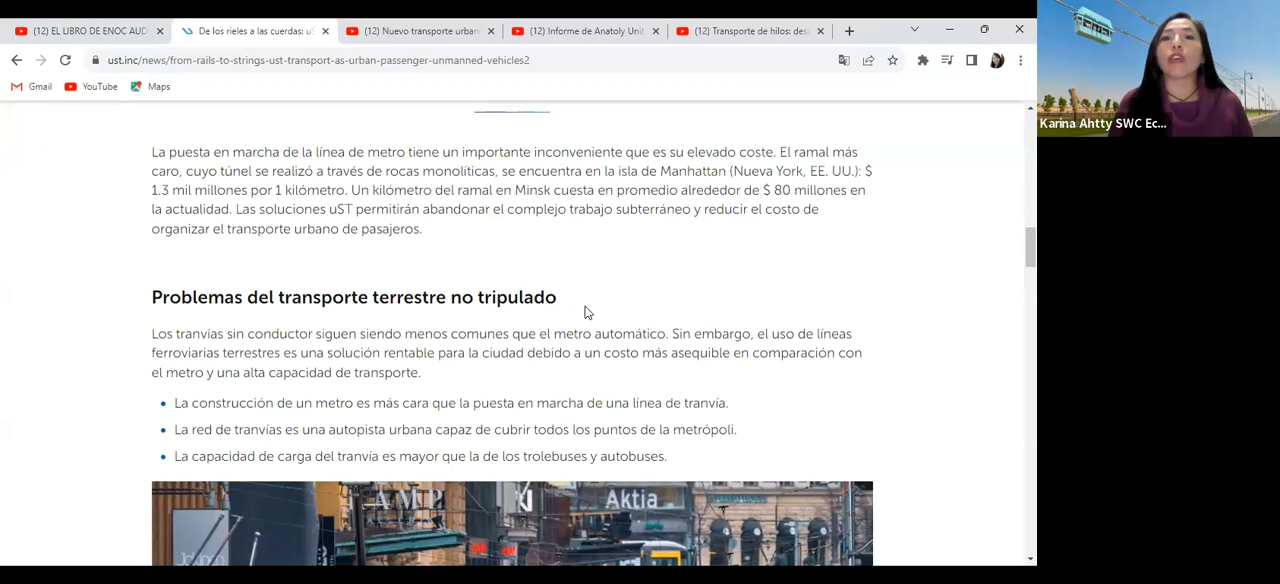 (12) EL LIBRO DE ENOC AUD
De los rieles a las cuerdas: uS
(12) Nuevo transporte urban
(12) Informe de Anatoly Unit
(12) Transporte de hilos: des
ust.inc/news/from-rails-to-strings-ust-transport-as-urban-passenger-unmanned-vehicles2
Gmail YouTube Maps
Karina Ahtty SWC Ec...
La puesta en marcha de la línea de metro tiene un importante inconveniente que es su elevado coste. El ramal más
caro, cuyo túnel se realizó a través de rocas monolíticas, se encuentra en la isla de Manhattan (Nueva York, EE. UU.): $
1.3 mil millones por 1 kilómetro. Un kilómetro del ramal en Minsk cuesta en promedio alrededor de $ 80 millones en
la actualidad. Las soluciones uST permitirán abandonar el complejo trabajo subterráneo y reducir el costo de
organizar el transporte urbano de pasajeros.
Problemas del transporte terrestre no tripulado
Los tranvías sin conductor siguen siendo menos comunes que el metro automático. Sin embargo, el uso de líneas
ferroviarias terrestres es una solución rentable para la ciudad debido a un costo más asequible en comparación con
el metro y una alta capacidad de transporte.
La construcción de un metro es más cara que la puesta en marcha de una línea de tranvía.
La red de tranvías es una autopista urbana capaz de cubrir todos los puntos de la metrópoli.
La capacidad de carga del tranvía es mayor que la de los trolebuses y autobuses.
AMP
Aktia